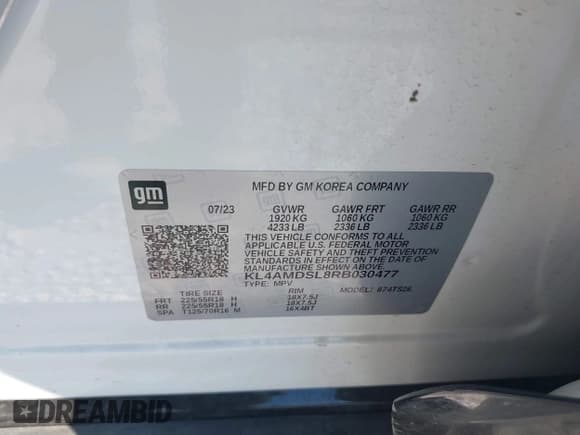 gm
MFD BY GM KOREA COMPANY
07/23 GVWR GAWR FRT GAWR RR
1920 KG 1060 KG 1060 KG
4233 LB 2336 LB 2336 LB
THIS VEHICLE CONFORMS TO ALL
APPLICABLE U.S. FEDERAL MOTOR
VEHICLE SAFETY AND THEFT PREVENTION
STANDARDS IN EFFECT ON THE DATE OF
MANUFACTURE SHOWN ABOVE.
KL4AMDSL8RB030477
TYPE: MPV MODEL: 874TS26
TIRE SIZE RIM
FRT 225/55R18 H 18X7.5J
RR 225/55R18 H 18X7.5J
SPA T125/70R16 M 16X4BT
DREAMBID